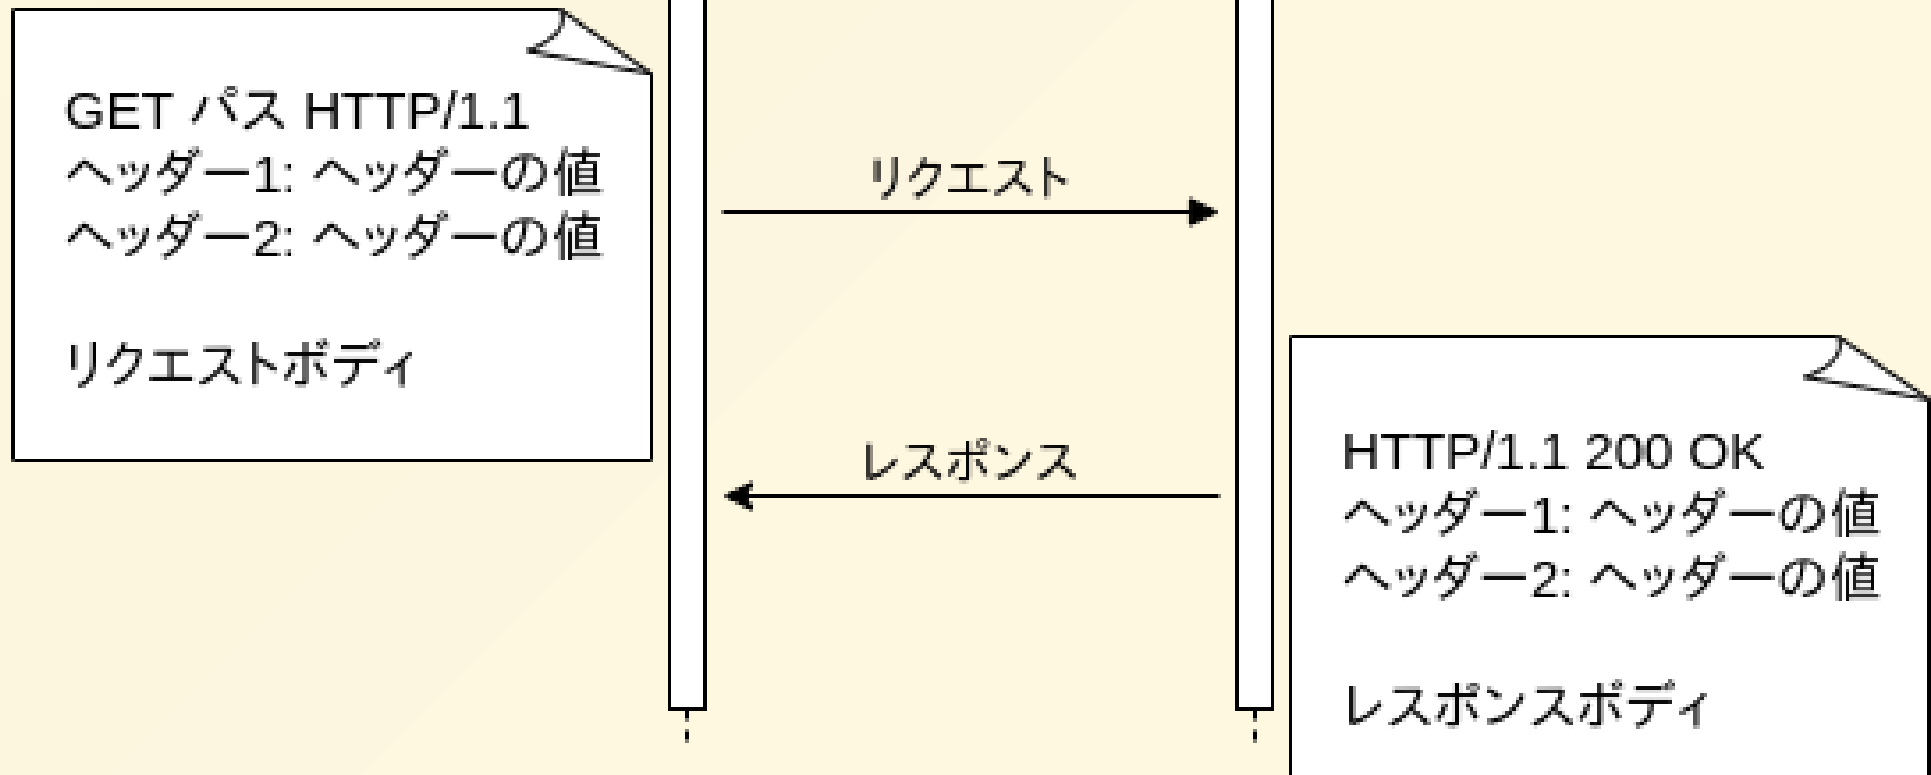 GET パス HTTP/1.1
ヘッダー1: ヘッダーの値
ヘッダー2: ヘッダーの値
リクエストボディ
リクエスト
レスポンス
HTTP/1.1 200 OK
ヘッダー1: ヘッダーの値
ヘッダー2: ヘッダーの値
レスポンスボディ